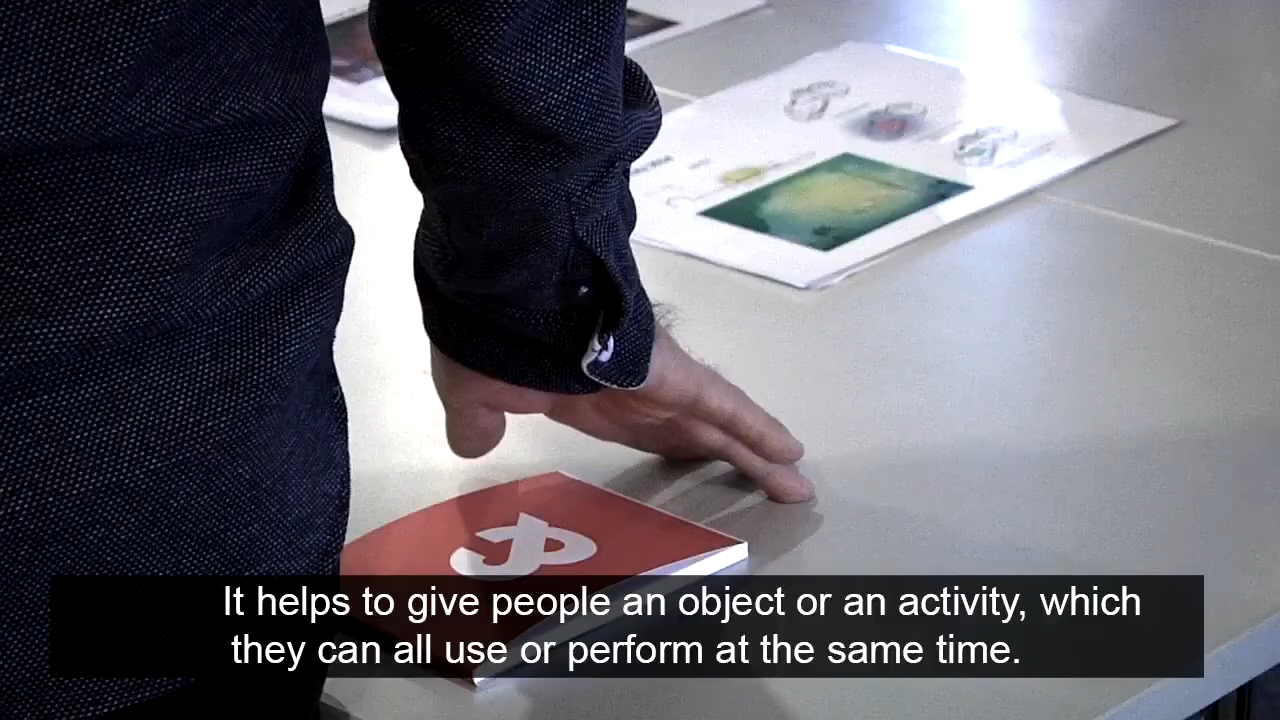 It helps to give people an object or an activity, which
they can all use or perform at the same time.